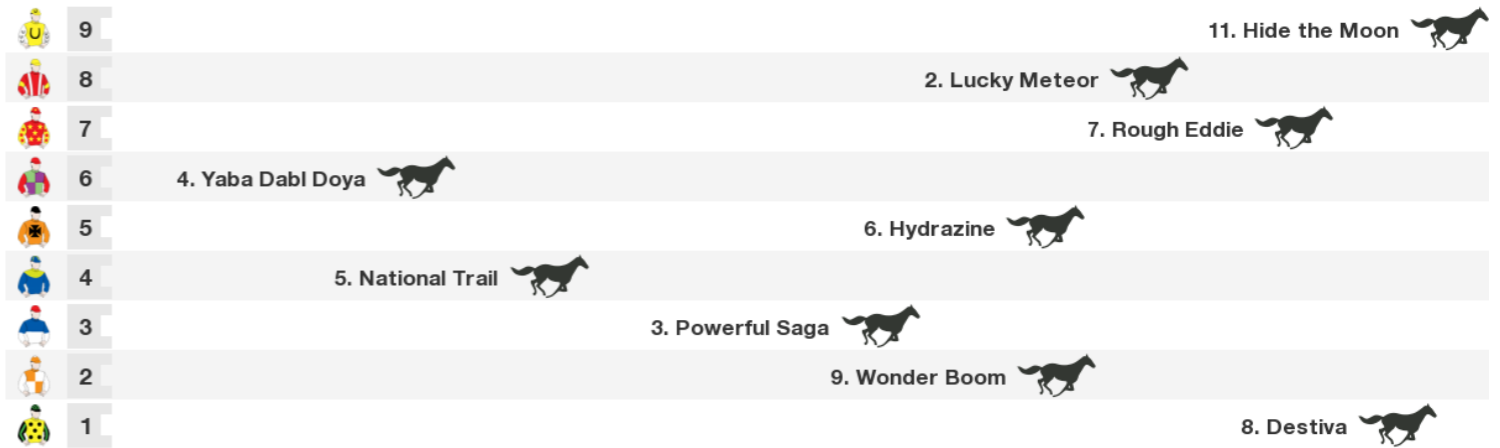 9 11. Hide the Moon
8 2. Lucky Meteor
7 7. Rough Eddie
6 4. Yaba Dabl Doya
5 6. Hydrazine
4 5. National Trail
3 3. Powerful Saga
2 9. Wonder Boom
1 8. Destiva